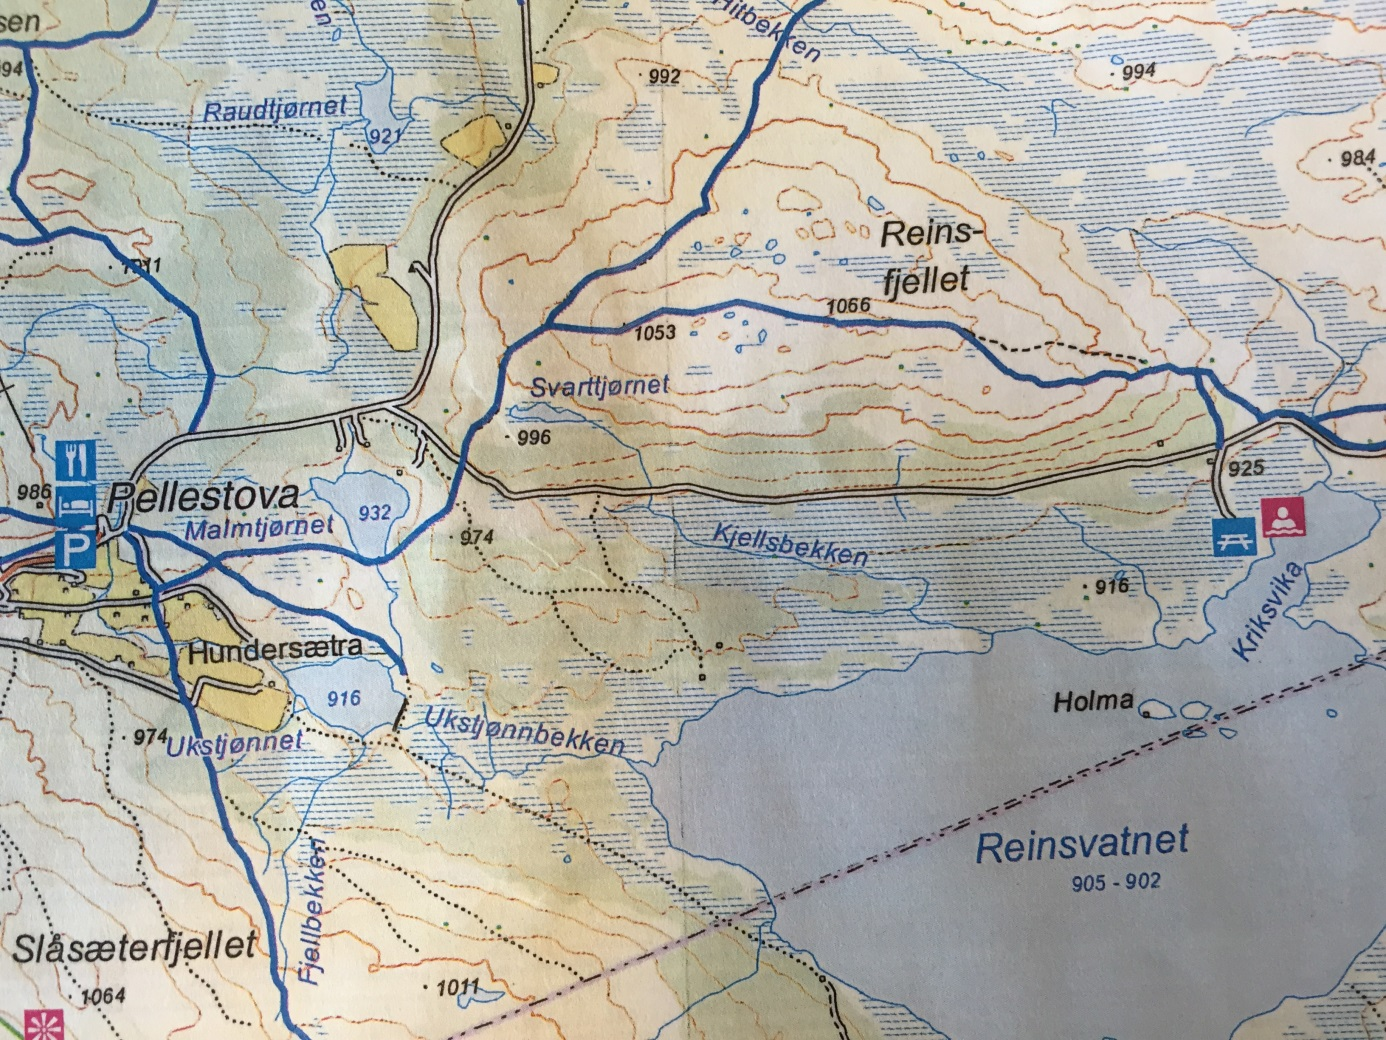 sen
en
Hitbekken
994
992
994
Raudtjørnet
921
984
Reins-
fjellet
1011
1066
1053
Svarttjørnet
996
925
986
Pellestova
P
932
Malmtjørnet
974
Kjellsbekken
916
Kriksvika
Hundersætra
916
Holma
974
Ukstjønnet
Ukstjønnbekken
Reinsvatnet
905 - 902
Fjellbekken
Slåsæterfjellet
1064
1011